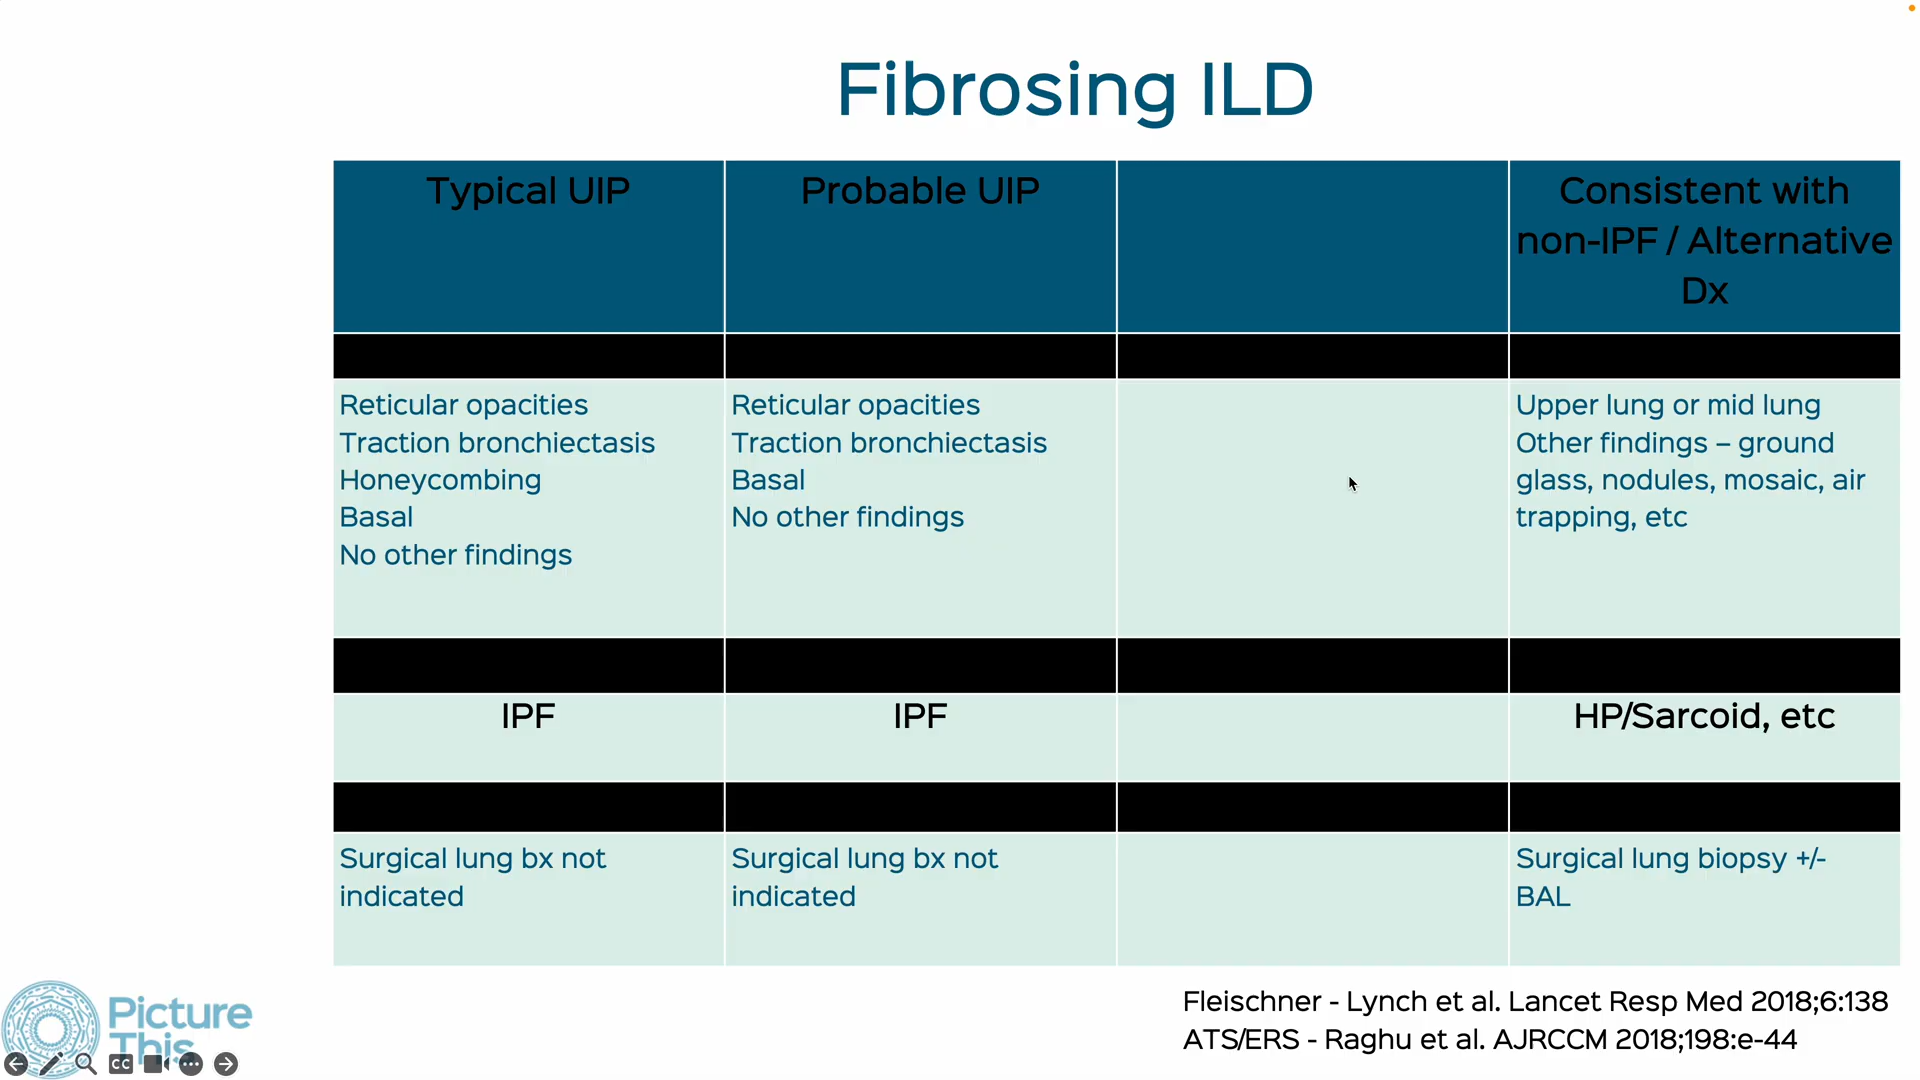 Fibrosing ILD
Typical UIP
Probable UIP
Consistent with
non-IPF / Alternative
Dx
Reticular opacities
Traction bronchiectasis
Honeycombing
Basal
No other findings
Reticular opacities
Traction bronchiectasis
Basal
No other findings
Upper lung or mid lung
Other findings – ground
glass, nodules, mosaic, air
trapping, etc
IPF
IPF
HP/Sarcoid, etc
Surgical lung bx not
indicated
Surgical lung bx not
indicated
Surgical lung biopsy +/-
BAL
Fleischner - Lynch et al. Lancet Resp Med 2018;6:138
ATS/ERS - Raghu et al. AJRCCM 2018;198:e-44
Picture
This
CC